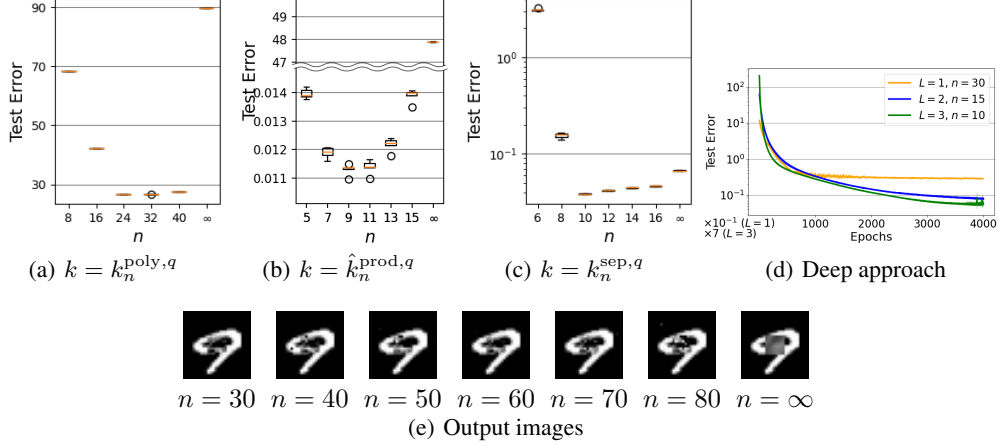 Test Error
90
70
50
30
8 16 24 32 40 ∞
n
(a) k = k_n^{poly,q}
Test Error
49
48
47
0.014
0.012
0.011
5 7 9 11 13 15 ∞
n
(b) k = \hat{k}_n^{prod,q}
Test Error
10^0
10^{-1}
6 8 10 12 14 16 ∞
n
(c) k = k_n^{sep,q}
Test Error
10^2
10^1
10^0
10^{-1}
L = 1, n = 30
L = 2, n = 15
L = 3, n = 10
1000 2000 3000 4000
×10^{-1} (L = 1)
×7 (L = 3)
Epochs
(d) Deep approach
n = 30 n = 40 n = 50 n = 60 n = 70 n = 80 n = ∞
(e) Output images